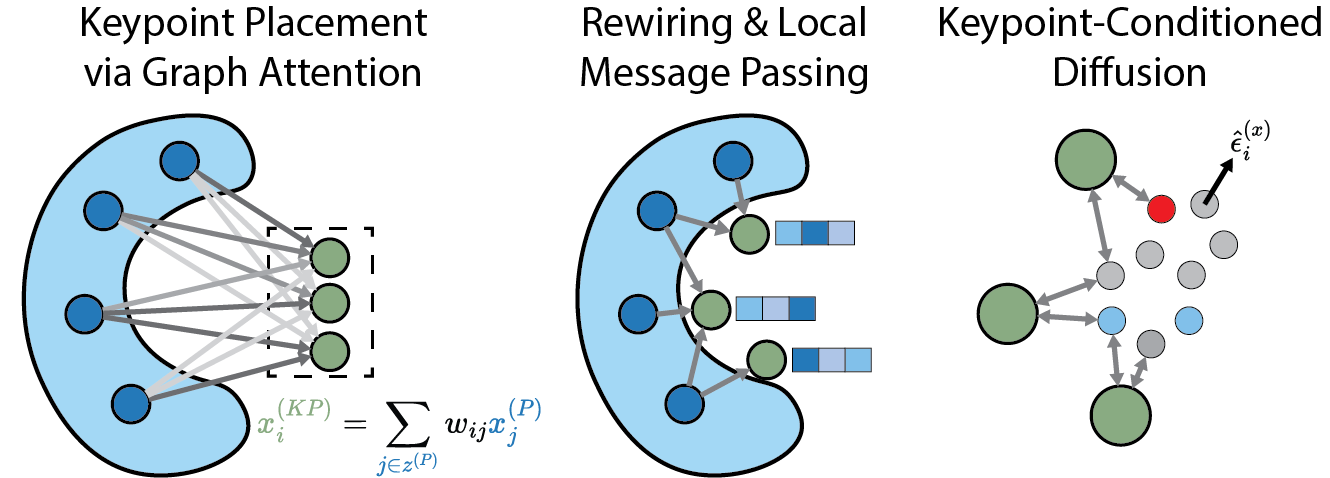 Keypoint Placement
via Graph Attention
Rewiring & Local
Message Passing
Keypoint-Conditioned
Diffusion
$\hat{\epsilon}_i^{(x)}$
$x_i^{(KP)} = \sum_{j \in z^{(P)}} w_{ij} x_j^{(P)}$